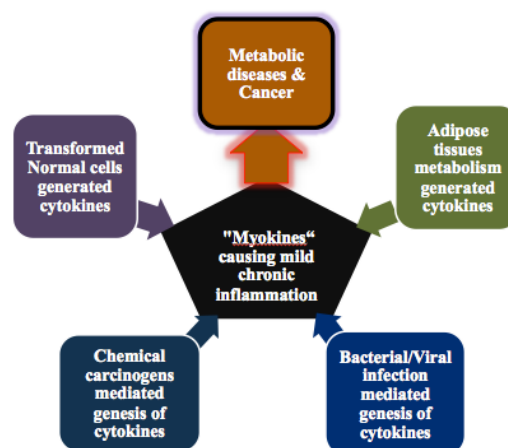 Metabolic
diseases &
Cancer
Transformed
Normal cells
generated
cytokines
Adipose
tissues
metabolism
generated
cytokines
"Myokines“
causing mild
chronic
inflammation
Chemical
carcinogens
mediated
genesis of
cytokines
Bacterial/Viral
infection
mediated
genesis of
cytokines